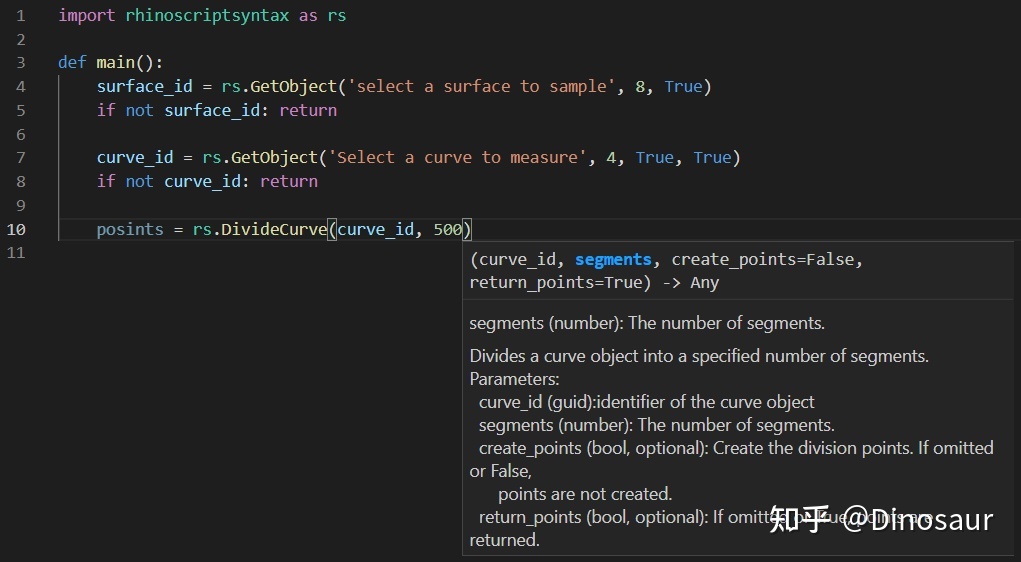 1 import rhinoscriptsyntax as rs
2
3 def main():
4 surface_id = rs.GetObject('select a surface to sample', 8, True)
5 if not surface_id: return
6
7 curve_id = rs.GetObject('Select a curve to measure', 4, True, True)
8 if not curve_id: return
9
10 posints = rs.DivideCurve(curve_id, 500)
11
(curve_id, segments, create_points=False,
return_points=True) -> Any
segments (number): The number of segments.
Divides a curve object into a specified number of segments.
Parameters:
curve_id (guid):identifier of the curve object
segments (number): The number of segments.
create_points (bool, optional): Create the division points. If omitted
or False,
points are not created.
return_points (bool, optional): If omitted or True, points are
returned.
知乎 @Dinosaur